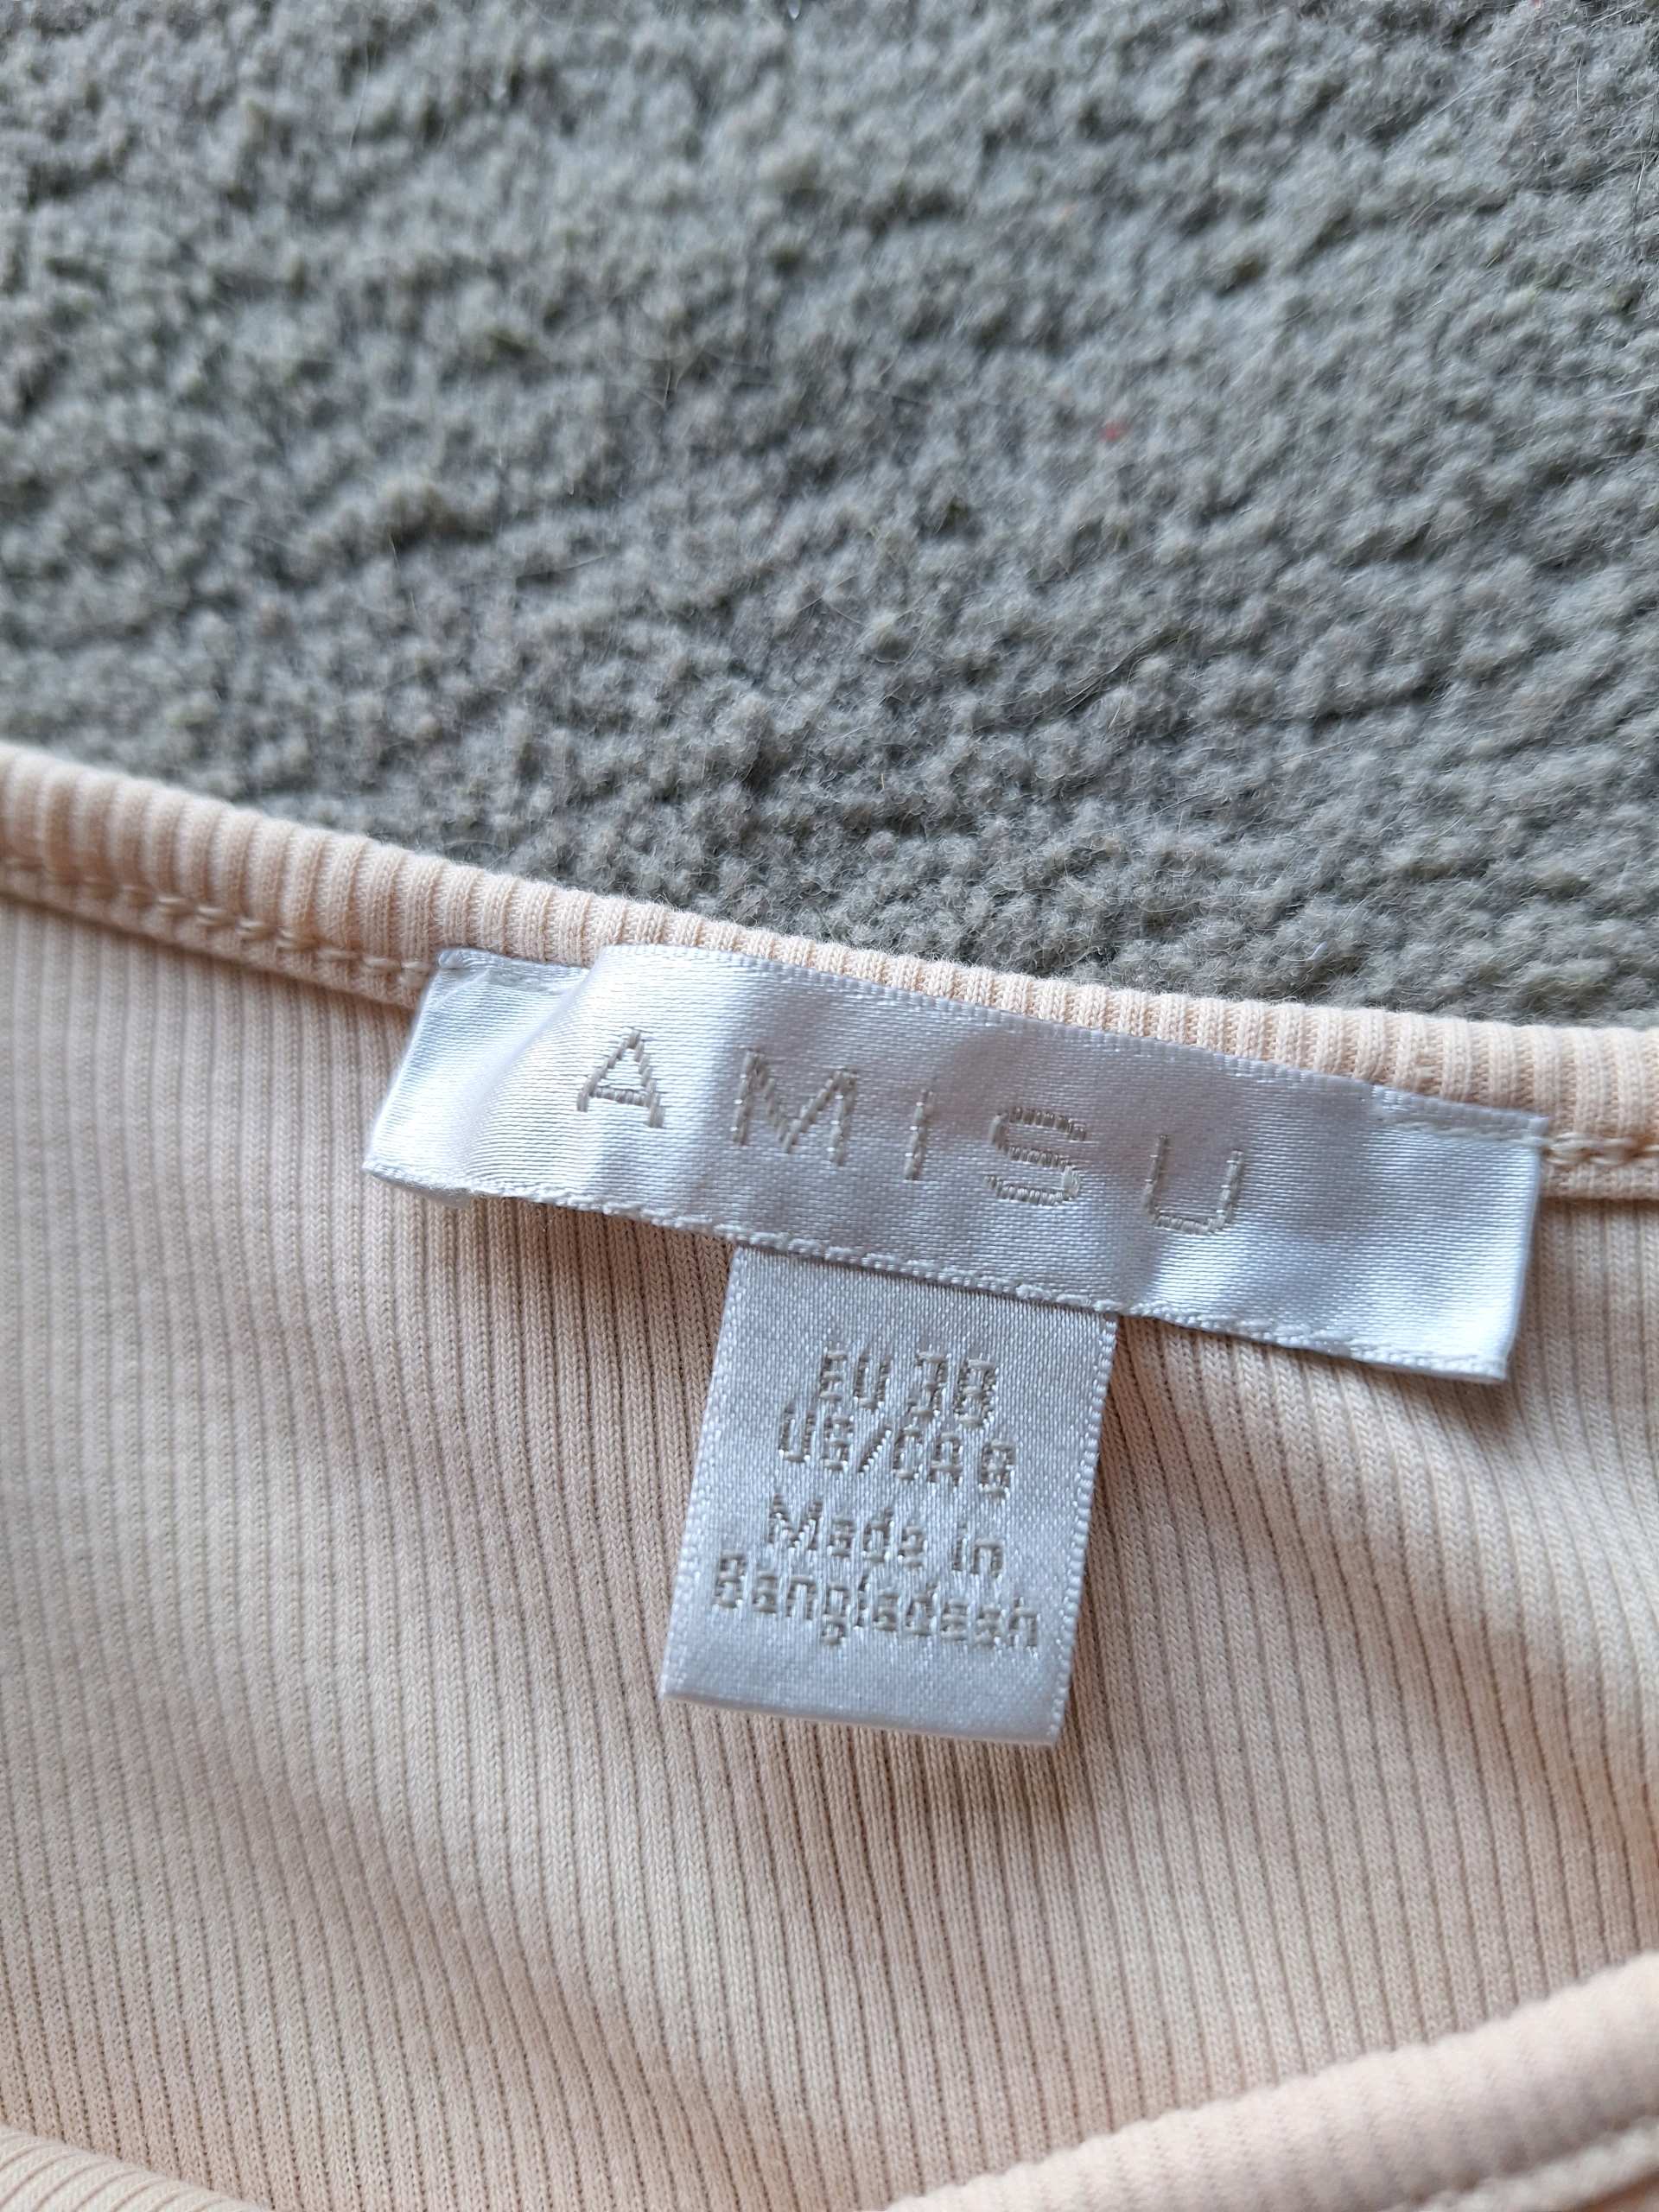 AMISU
EU 38
US/CA 8
Made in
Bangladesh